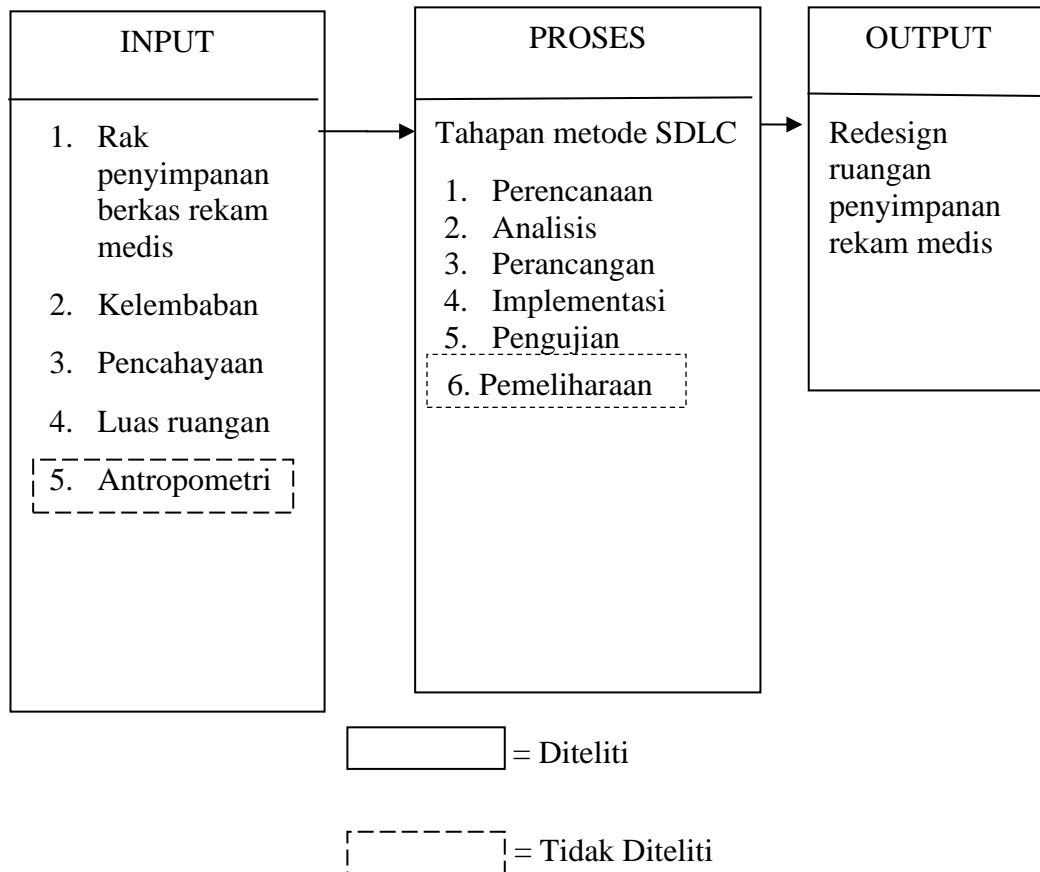 INPUT
1. Rak
penyimpanan
berkas rekam
medis
2. Kelembaban
3. Pencahayaan
4. Luas ruangan
5. Antropometri
PROSES
Tahapan metode SDLC
1. Perencanaan
2. Analisis
3. Perancangan
4. Implementasi
5. Pengujian
6. Pemeliharaan
OUTPUT
Redesign
ruangan
penyimpanan
rekam medis
= Diteliti
= Tidak Diteliti